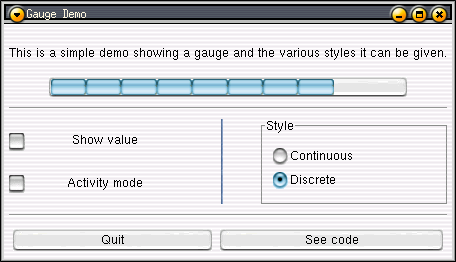 Gauge Demo
This is a simple demo showing a gauge and the various styles it can be given.
Show value
Activity mode
Style
Continuous
Discrete
Quit
See code